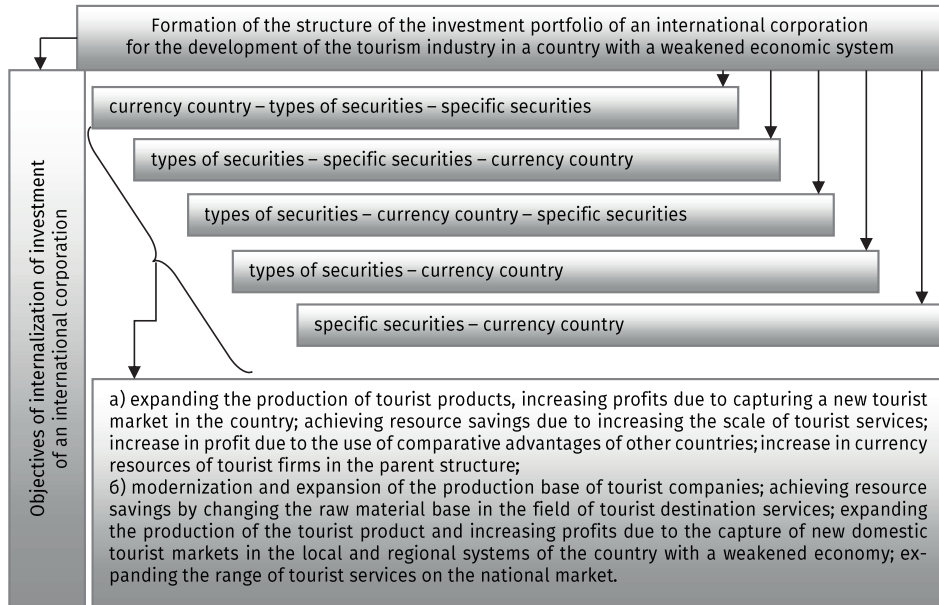 Formation of the structure of the investment portfolio of an international corporation
for the development of the tourism industry in a country with a weakened economic system
Objectives of internalization of investment
of an international corporation
currency country – types of securities – specific securities
types of securities – specific securities – currency country
types of securities – currency country – specific securities
types of securities – currency country
specific securities – currency country
а) expanding the production of tourist products, increasing profits due to capturing a new tourist
market in the country; achieving resource savings due to increasing the scale of tourist services;
increase in profit due to the use of comparative advantages of other countries; increase in currency
resources of tourist firms in the parent structure;
б) modernization and expansion of the production base of tourist companies; achieving resource
savings by changing the raw material base in the field of tourist destination services; expanding
the production of the tourist product and increasing profits due to the capture of new domestic
tourist markets in the local and regional systems of the country with a weakened economy; ex-
panding the range of tourist services on the national market.